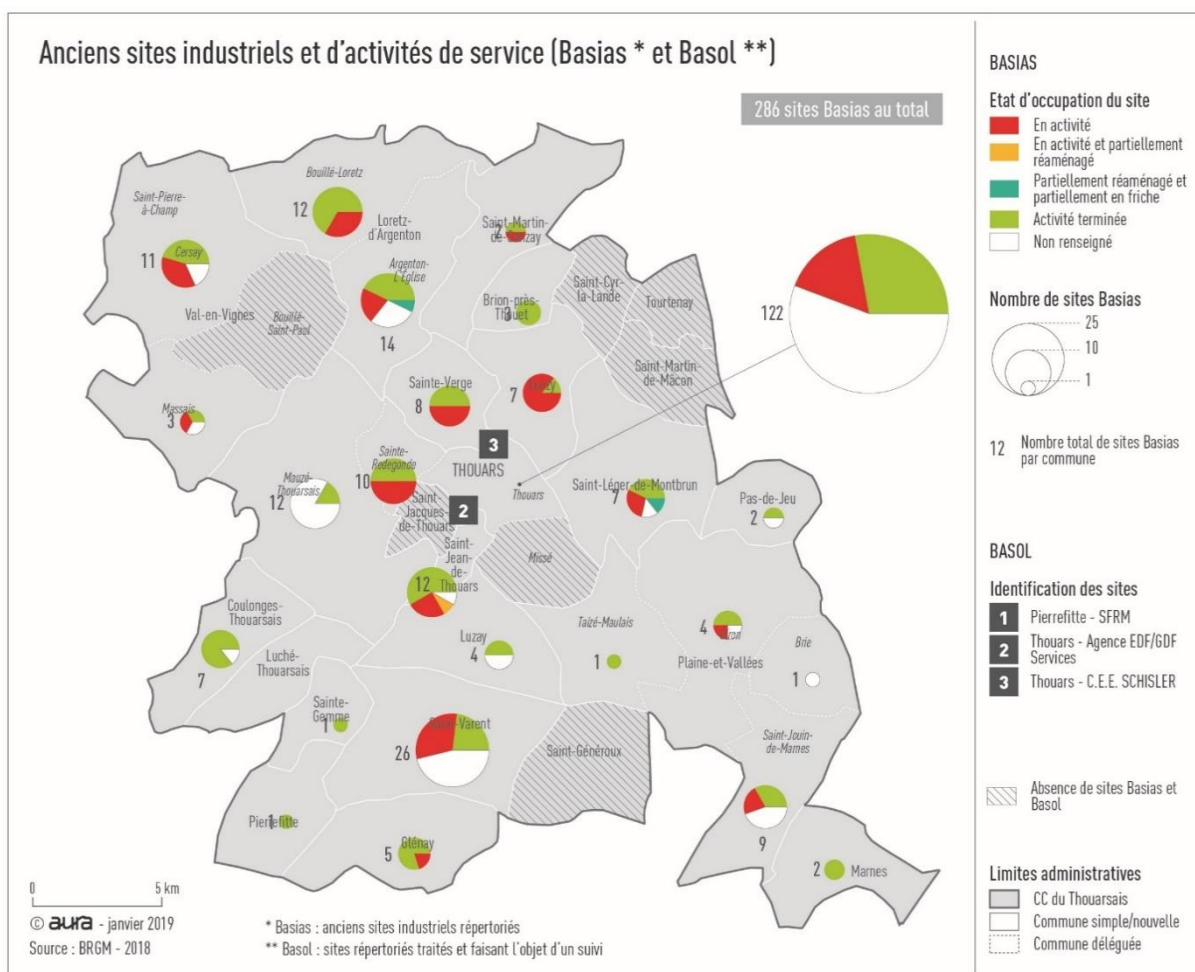 Anciens sites industriels et d'activités de service (Basias * et Basol **)
286 sites Basias au total
Saint-Pierre-
à-Champ
Bouillé-Loretz
12
Loretz-
d'Argenton
Saint-Martin-
de-Sanzay
2
Cersay
11
Argenton-
L'Église
14
Val-en-Vignes
Bouillé-
Saint-Paul
Brion-près-
Thouet
3
Saint-Cyr-
la-Lande
Tourtenay
Saint-Martin-
de-Mâcon
122
Massais
3
Sainte-Verge
8
7
3
THOUARS
Thouars
Sainte-
Redegonde
10
Mauzé-
Thouarsais
12
Saint-
Jacques-
de-Thouars
2
Saint-Léger-de-Montbrun
7
Pas-de-Jeu
2
Missé
Saint-
Jean-
de-
Thouars
12
Coulonges-
Thouarsais
7
Luché-
Thouarsais
Luzay
4
Taizé-Maulais
1
4
Plaine-et-Vallées
Brie
1
Sainte-
Gemme
1
Saint-Varent
26
Saint-Généroux
Saint-Jouin-
de-Marnes
9
Pierrefitte
1
Glénay
5
2
Marnes
0
5 km
© aura - janvier 2019
Source : BRGM - 2018
* Basias : anciens sites industriels répertoriés
** Basol : sites répertoriés traités et faisant l'objet d'un suivi
BASIAS
Etat d'occupation du site
En activité
En activité et partiellement
réaménagé
Partiellement réaménagé et
partiellement en friche
Activité terminée
Non renseigné
Nombre de sites Basias
25
10
1
12 Nombre total de sites Basias
par commune
BASOL
Identification des sites
1 Pierrefitte - SFRM
2 Thouars - Agence EDF/GDF
Services
3 Thouars - C.E.E. SCHISLER
Absence de sites Basias et
Basol
Limites administratives
CC du Thouarsais
Commune simple/nouvelle
Commune déléguée